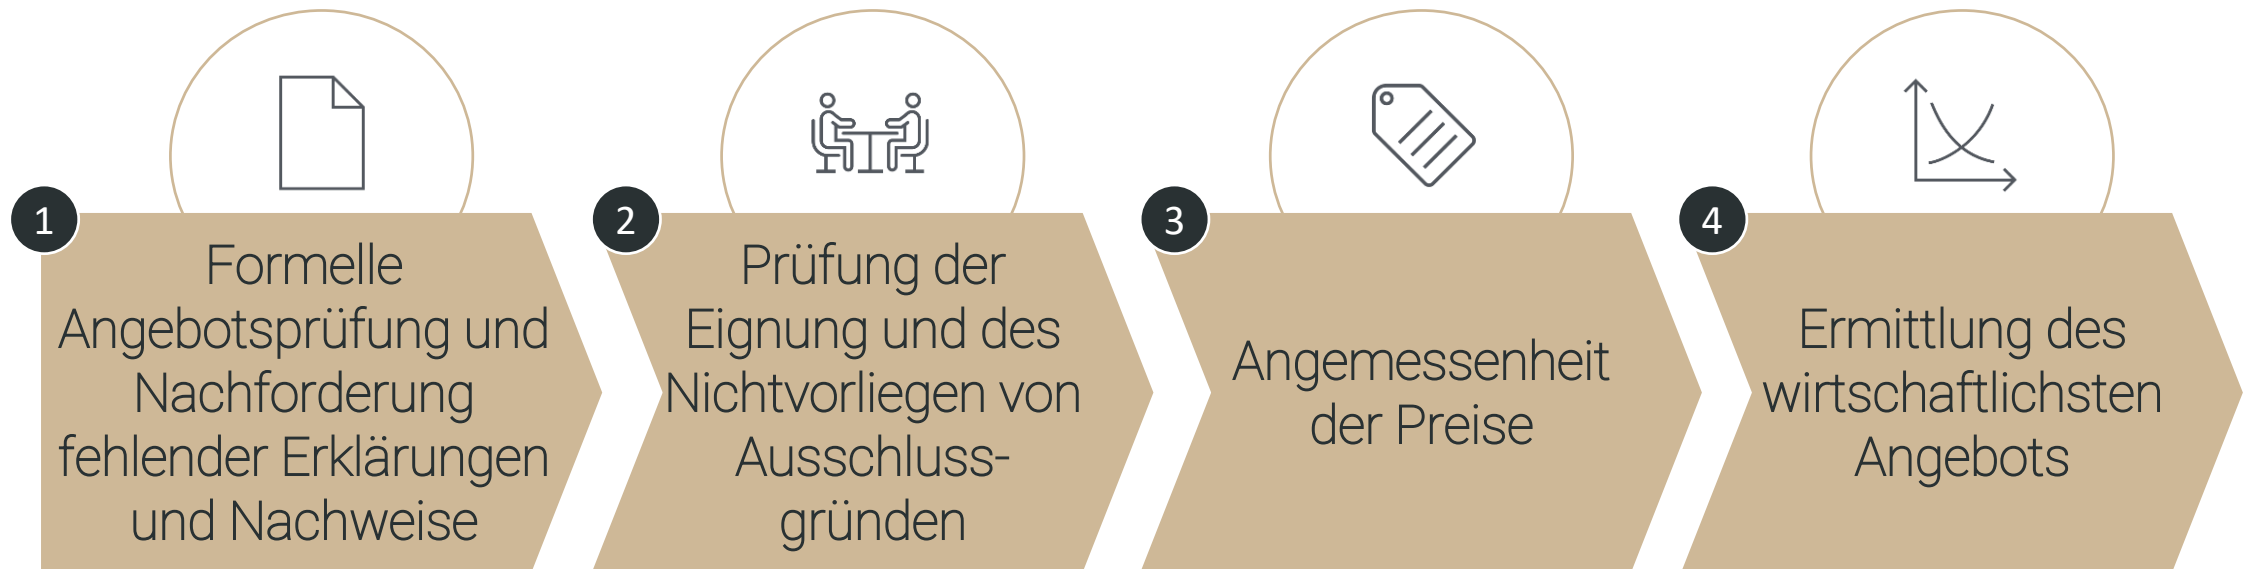 1
Formelle
Angebotsprüfung und
Nachforderung
fehlender Erklärungen
und Nachweise
2
Prüfung der
Eignung und des
Nichtvorliegen von
Ausschluss-
gründen
3
Angemessenheit
der Preise
4
Ermittlung des
wirtschaftlichsten
Angebots